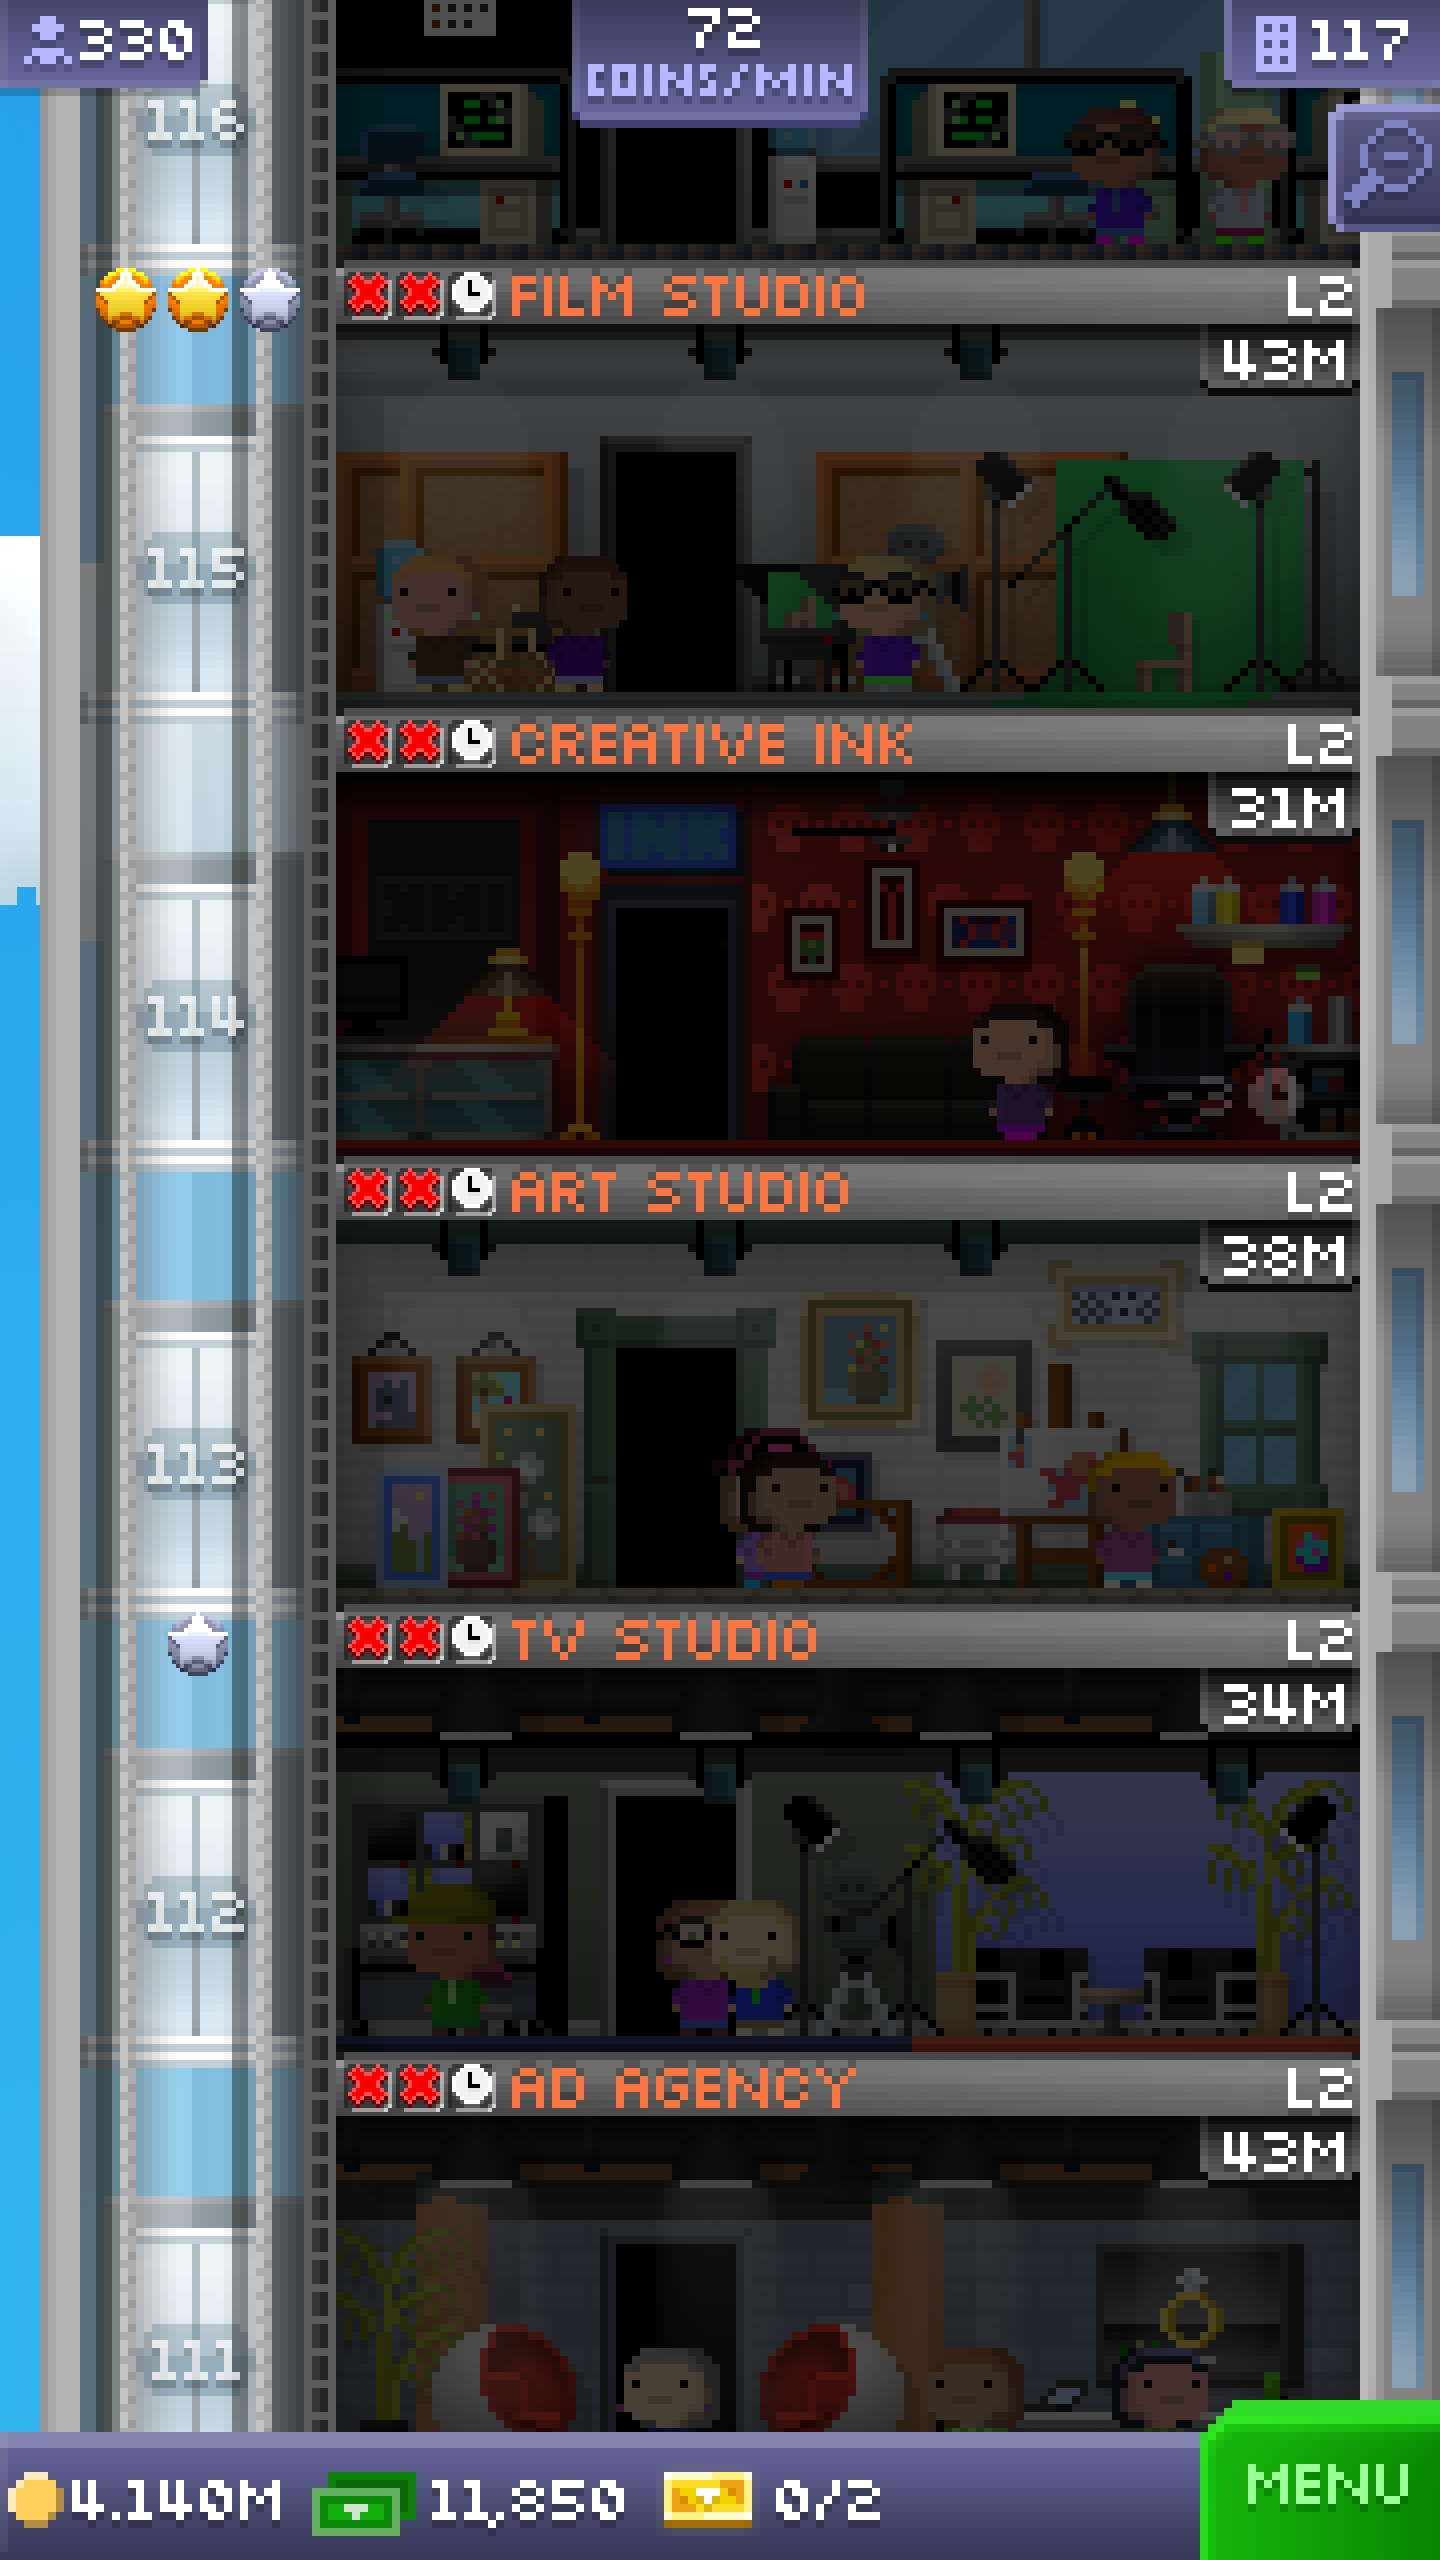 330
72
COINS/MIN
117
116
FILM STUDIO L2
43M
115
CREATIVE INK L2
31M
INK
114
ART STUDIO L2
38M
113
TV STUDIO L2
34M
112
AD AGENCY L2
43M
111
4.140M 11,850 0/2
MENU